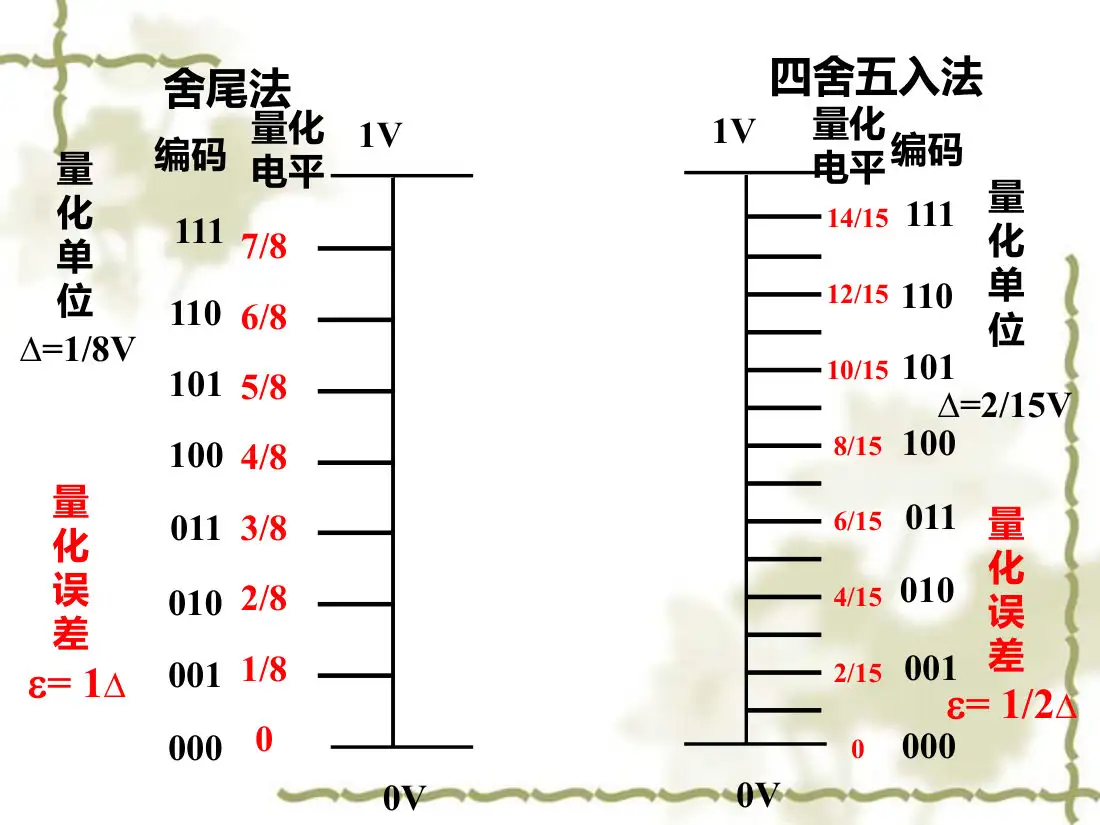 舍尾法
编码
量化
电平
1V
量化单位
Δ=1/8V
111 7/8
110 6/8
101 5/8
100 4/8
011 3/8
010 2/8
001 1/8
000 0
0V
量化误差
ε= 1Δ
四舍五入法
1V
量化
电平
编码
14/15 111
12/15 110
10/15 101
8/15 100
6/15 011
4/15 010
2/15 001
0 000
0V
量化单位
Δ=2/15V
量化误差
ε= 1/2Δ